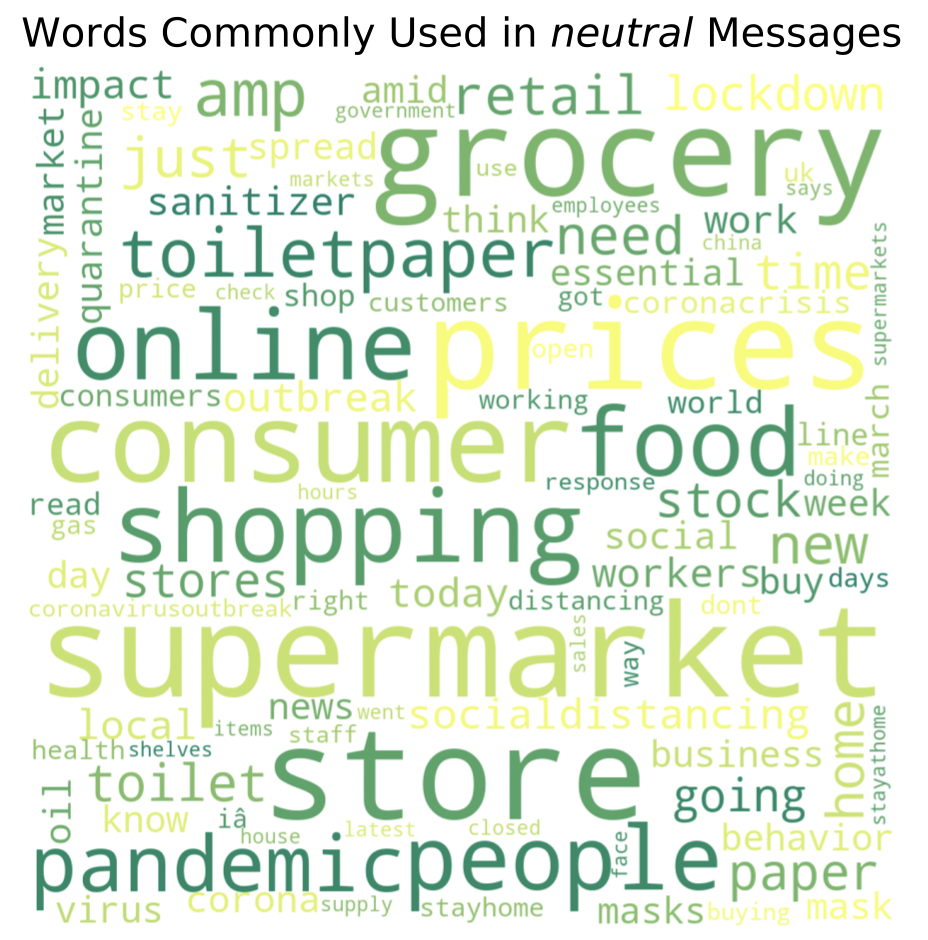 Words Commonly Used in neutral Messages
impact
amp
amid
government
retail
lockdown
stay
market
quarantine
just
spread
grocery
markets
use
uk
says
sanitizer
think
employees
work
toiletpaper
need
china
supermarkets
essential
time
delivery
price
check
shop
customers
got
coronacrisis
online
prices
open
consumers
outbreak
working
world
march
consumer
food
line
make
doing
response
read
hours
shopping
stock
week
gas
social
new
day
stores
workers
buy
days
coronavirusoutbreak
right
today
distancing
dont
supermarket
sales
way
news
went
socialdistancing
local
items
staff
home
stayathome
health
shelves
store
business
oil
toilet
going
know
iâ
house
latest
closed
face
behavior
pandemic
people
paper
virus
corona
supply
stayhome
masks
buying
mask